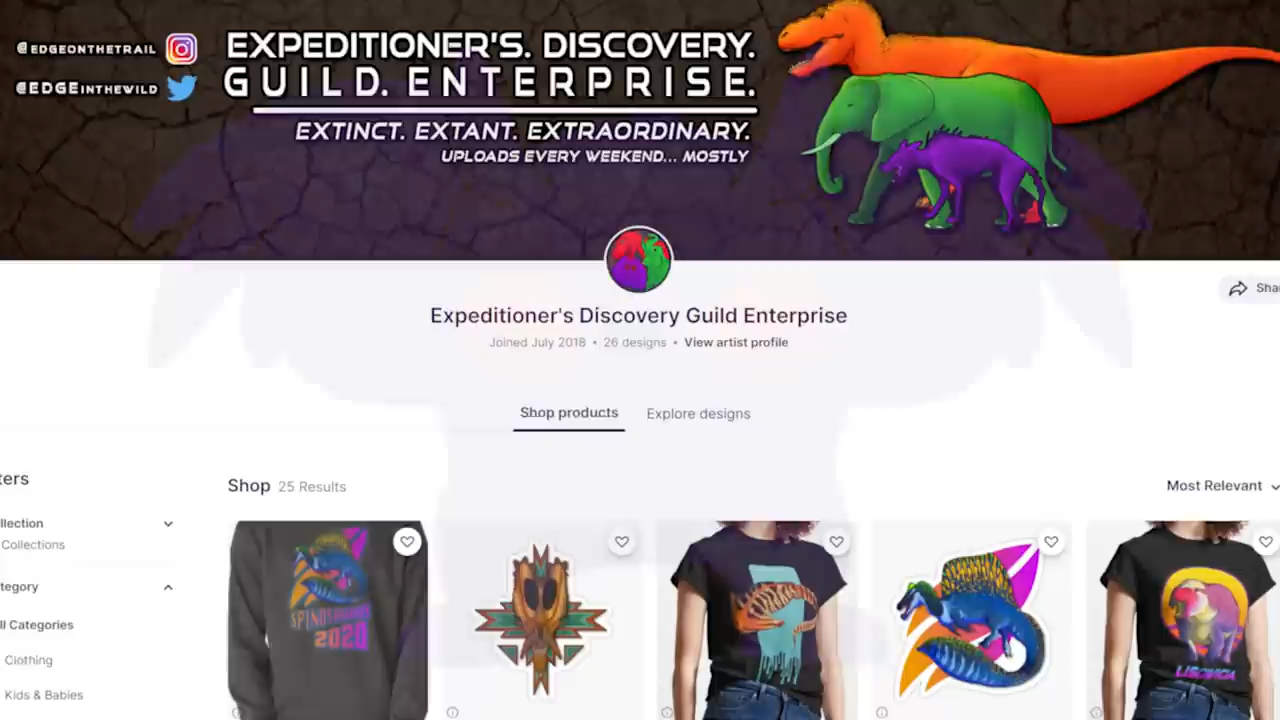 @EDGEONTHETRAIL
@EDGEINTHEWILD
EXPEDITIONER'S. DISCOVERY.
GUILD. ENTERPRISE.
EXTINCT. EXTANT. EXTRAORDINARY.
UPLOADS EVERY WEEKEND... MOSTLY
Shar
Expeditioner's Discovery Guild Enterprise
Joined July 2018 • 26 designs • View artist profile
Shop products Explore designs
ters
Shop 25 Results
Most Relevant
llection
Collections
tegory
ll Categories
Clothing
Kids & Babies
SPINOSAURUS
2020